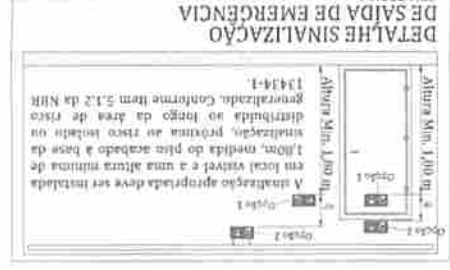 Opção 2
Opção 2
Opção 1
Opção 1
A sinalização apropriada deve ser instalada
em local visível e a uma altura mínima de
1,80m, medida do piso acabado à base da
sinalização, próxima ao risco isolado ou
distribuída ao longo da área de risco
generalizado. Conforme item 5.1.2 da NBR
13434-1.
Altura Min. 1,80 m
Altura Min. 1,80 m
DETALHE SINALIZAÇÃO
DE SAÍDA DE EMERGÊNCIA